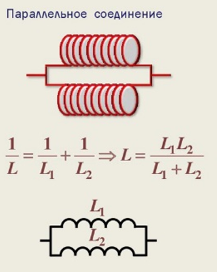 Параллельное соединение
1/L = 1/L₁ + 1/L₂ ⇒ L = L₁L₂/(L₁ + L₂)
L₁
L₂